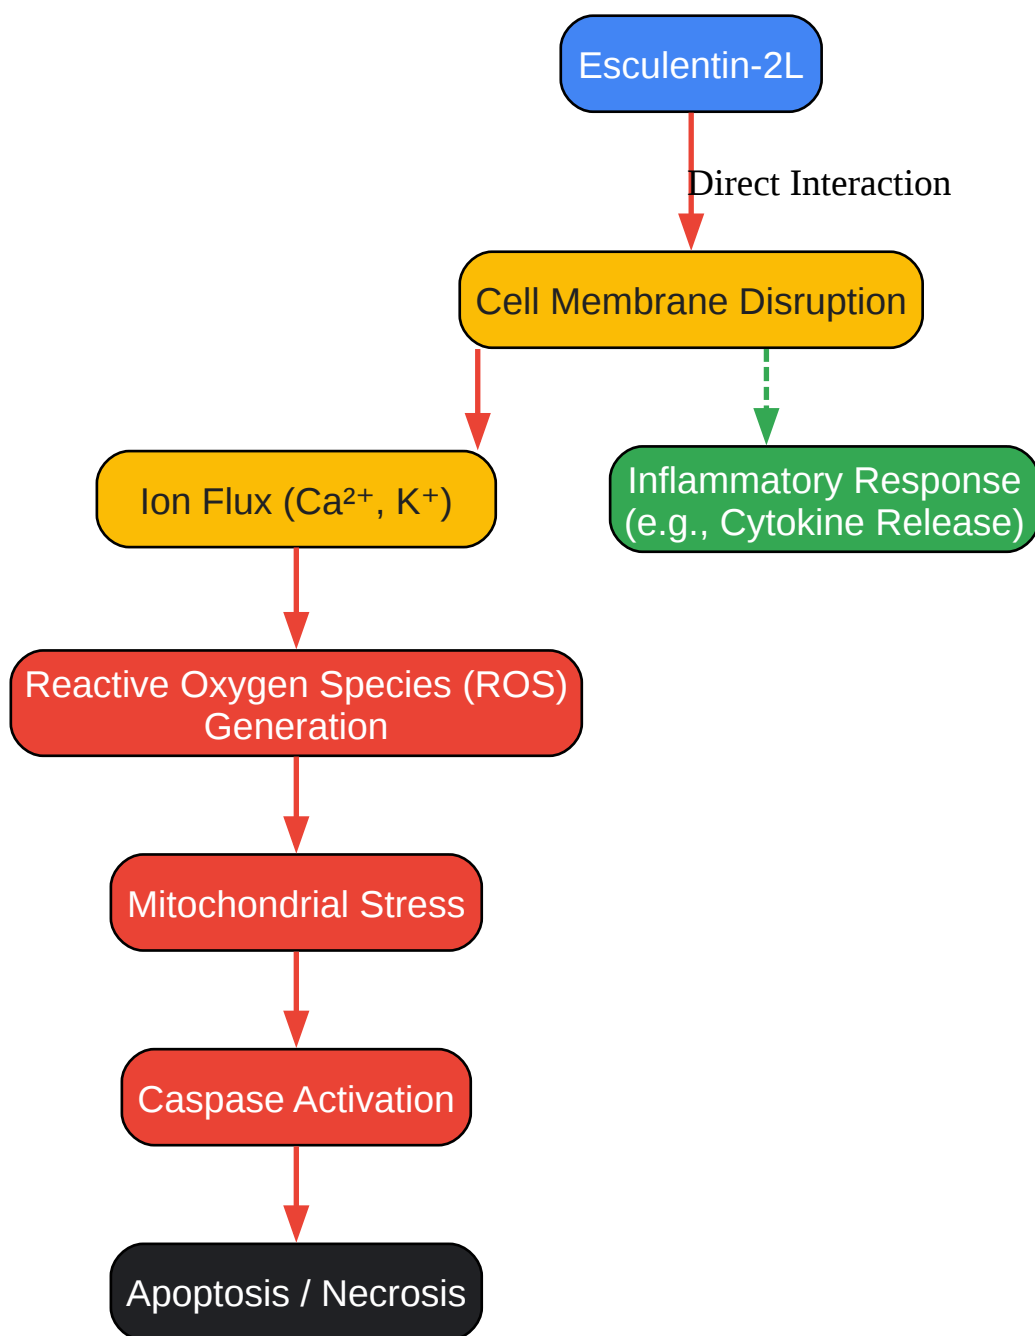 Esculentin-2L
Direct Interaction
Cell Membrane Disruption
Ion Flux (Ca²⁺, K⁺)
Inflammatory Response
(e.g., Cytokine Release)
Reactive Oxygen Species (ROS)
Generation
Mitochondrial Stress
Caspase Activation
Apoptosis / Necrosis